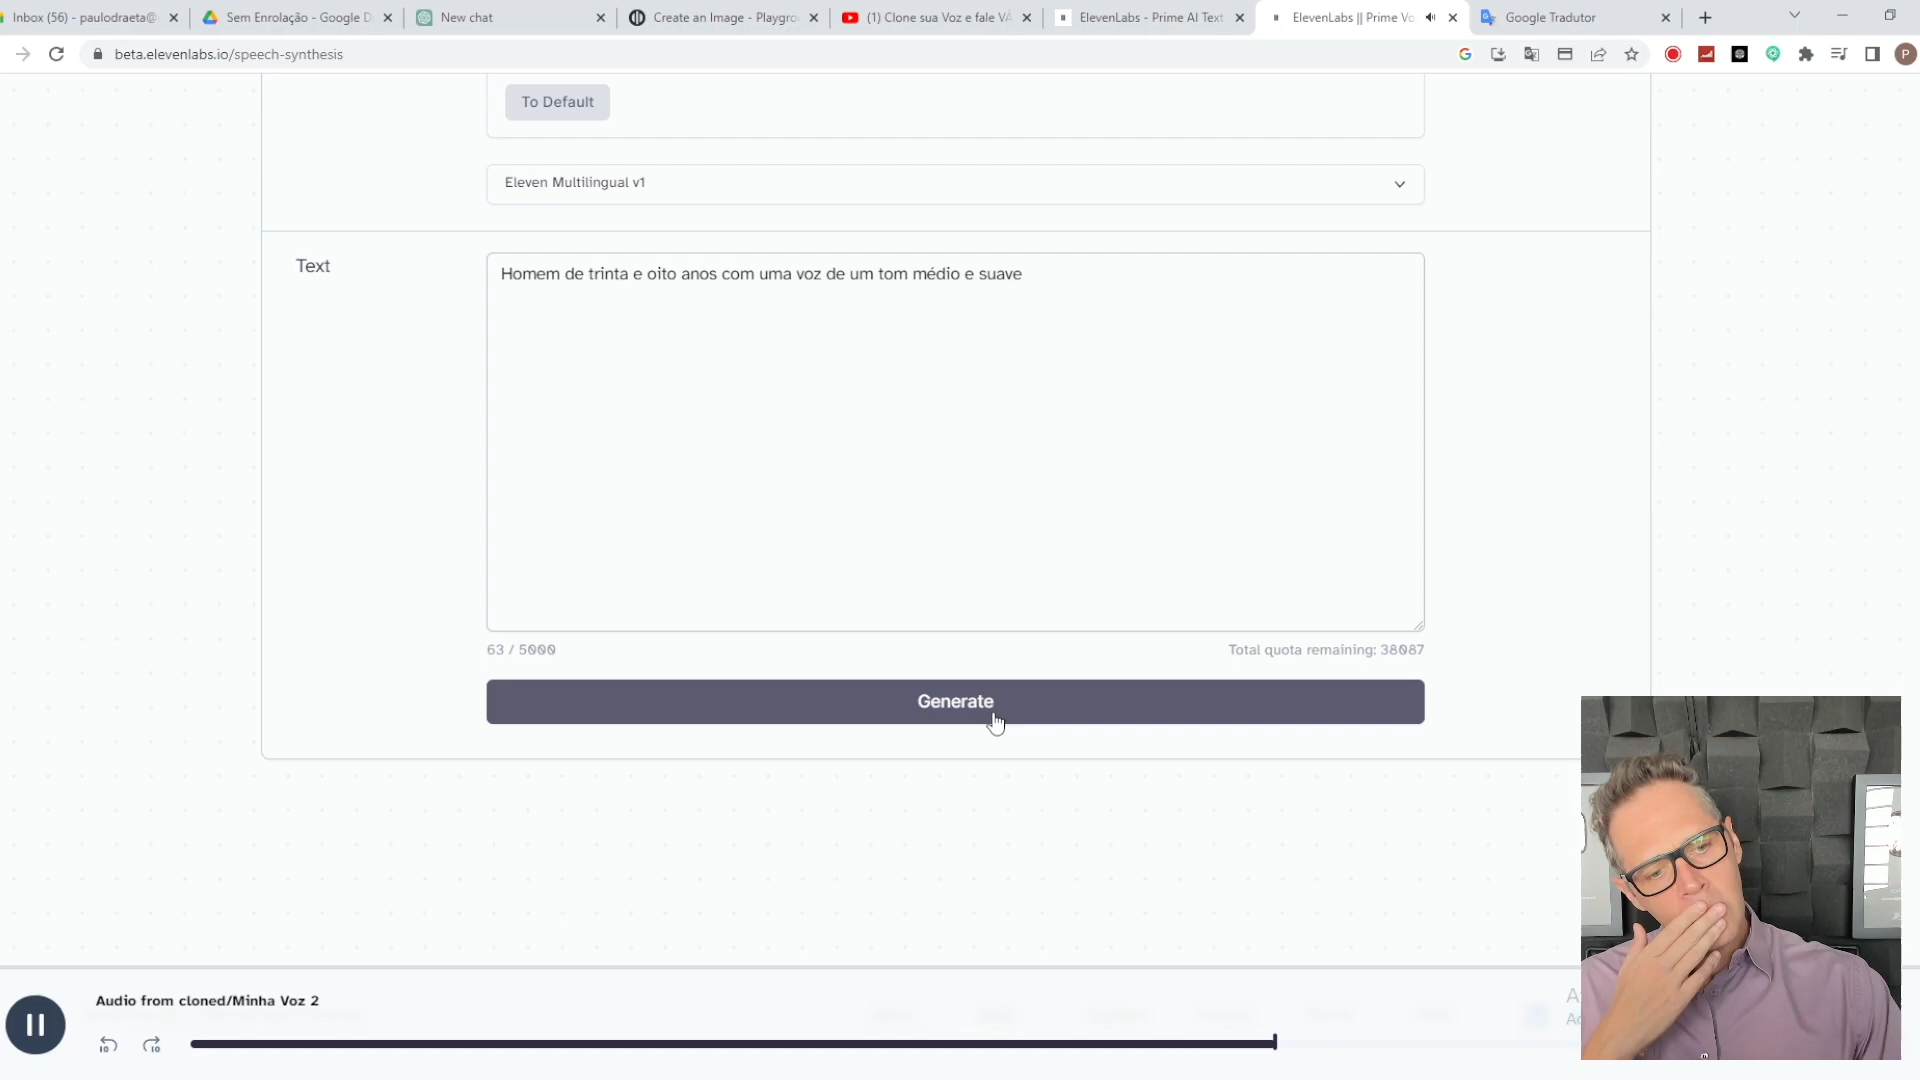 Inbox (56) - paulodraeta@
Sem Enrolação - Google D
New chat
Create an Image - Playgro
(1) Clone sua Voz e fale VÁ
ElevenLabs - Prime AI Text
ElevenLabs || Prime Vo
Google Tradutor
beta.elevenlabs.io/speech-synthesis
P
To Default
Eleven Multilingual v1
Text
Homem de trinta e oito anos com uma voz de um tom médio e suave
63 / 5000
Total quota remaining: 38087
Generate
Audio from cloned/Minha Voz 2
10
10